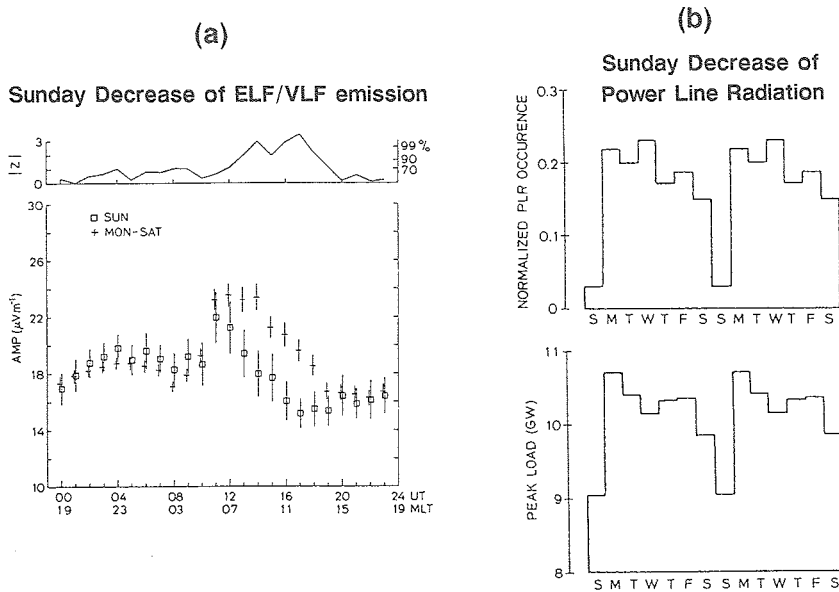 (a)
Sunday Decrease of ELF/VLF emission
|Z|
3
0
99%
90
70
□ SUN
+ MON-SAT
AMP (μVm⁻¹)
30
26
22
18
14
10
00 04 08 12 16 20 24 UT
19 23 03 07 11 15 19 MLT
(b)
Sunday Decrease of
Power Line Radiation
NORMALIZED PLR OCCURENCE
0.3
0.2
0.1
0
S M T W T F S S M T W T F S
PEAK LOAD (GW)
11
10
9
8
S M T W T F S S M T W T F S